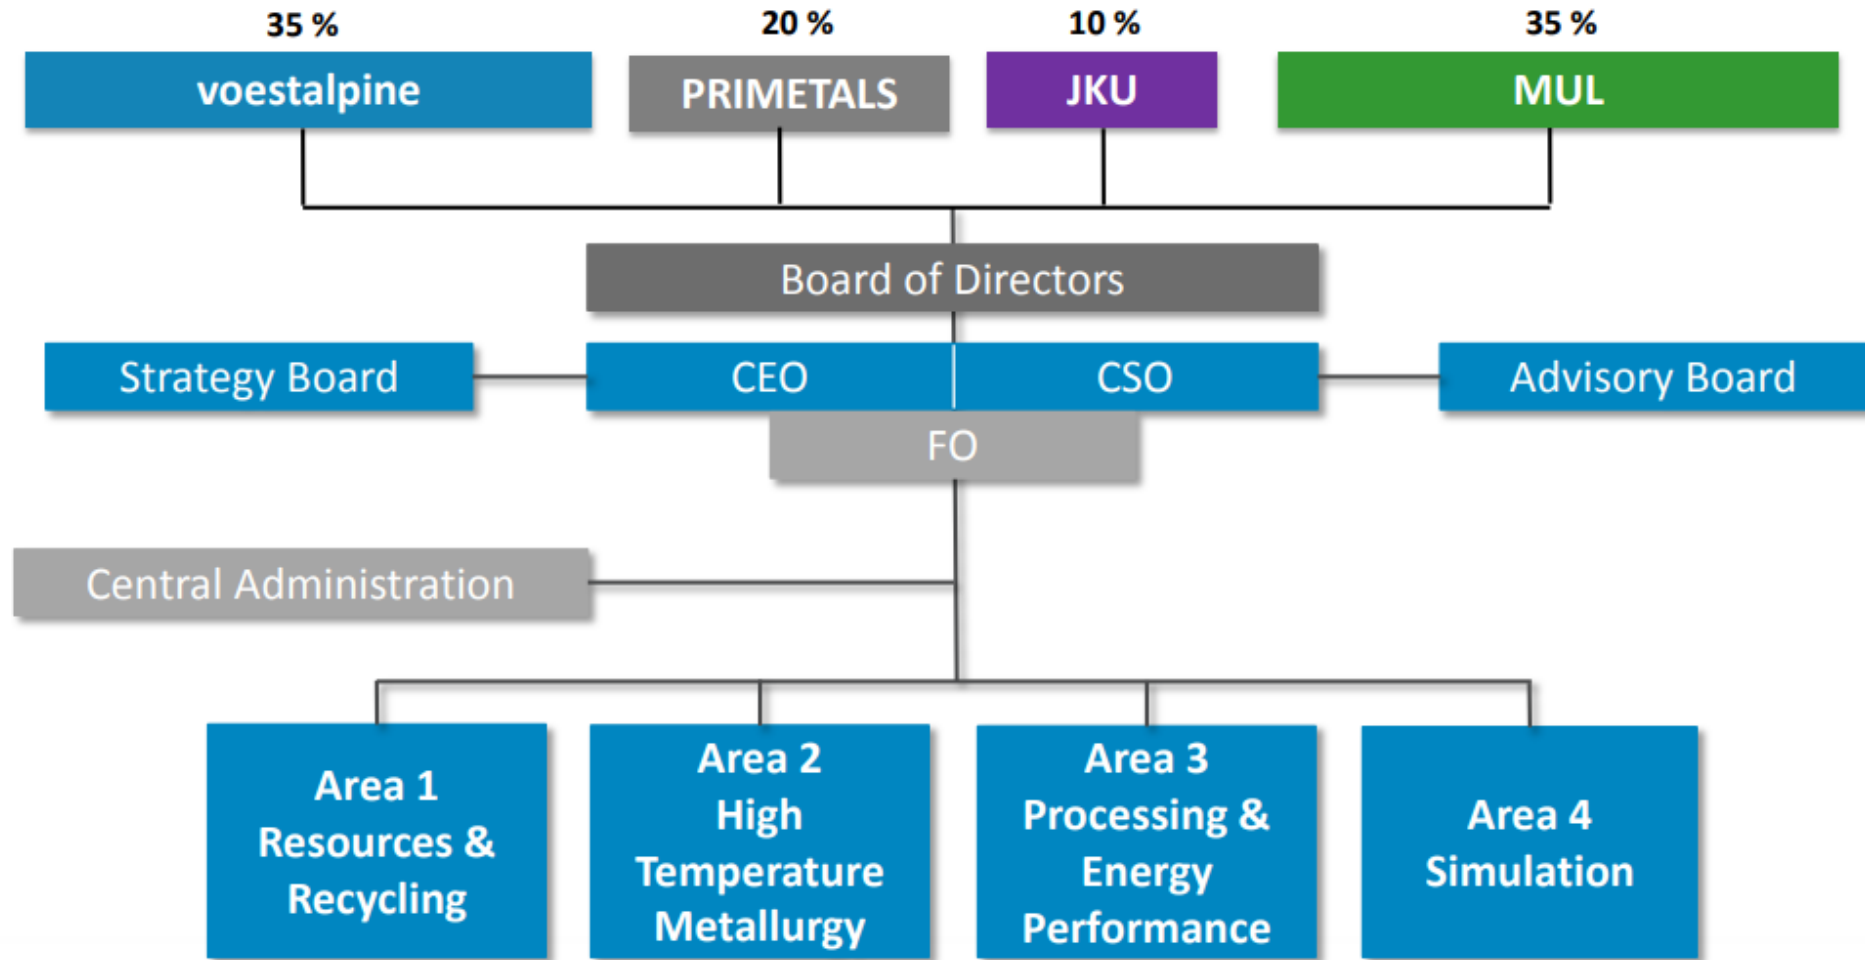 35 %
20 %
10 %
35 %
voestalpine
PRIMETALS
JKU
MUL
Board of Directors
Strategy Board
CEO
CSO
Advisory Board
FO
Central Administration
Area 1
Resources &
Recycling
Area 2
High
Temperature
Metallurgy
Area 3
Processing &
Energy
Performance
Area 4
Simulation